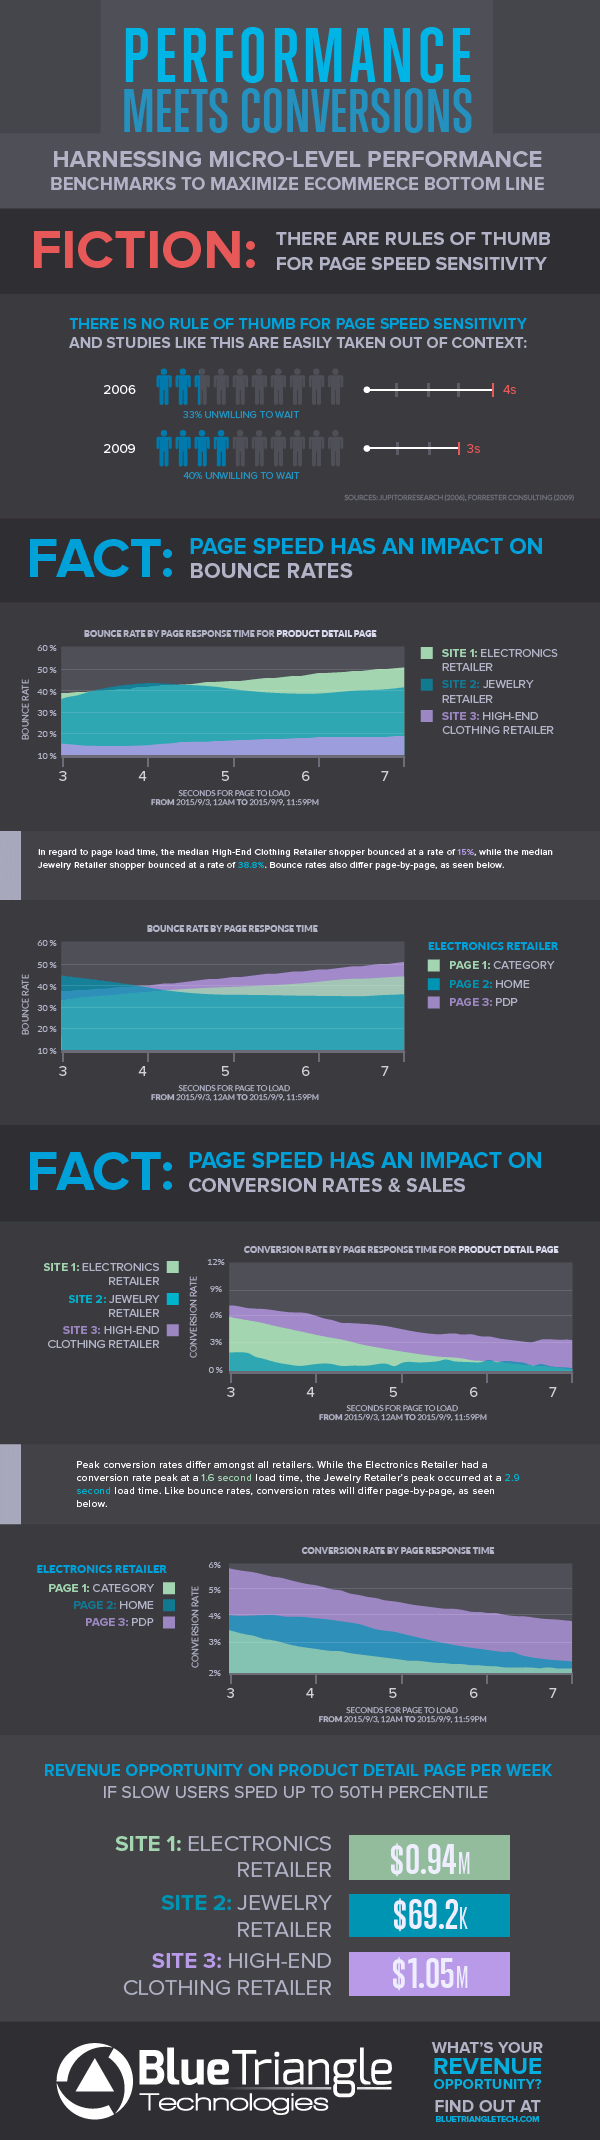 PERFORMANCE
MEETS CONVERSIONS
HARNESSING MICRO-LEVEL PERFORMANCE
BENCHMARKS TO MAXIMIZE ECOMMERCE BOTTOM LINE
FICTION:
THERE ARE RULES OF THUMB
FOR PAGE SPEED SENSITIVITY
THERE IS NO RULE OF THUMB FOR PAGE SPEED SENSITIVITY
AND STUDIES LIKE THIS ARE EASILY TAKEN OUT OF CONTEXT:
2006
4s
33% UNWILLING TO WAIT
2009
3s
40% UNWILLING TO WAIT
SOURCES: JUPITORRESEARCH (2006), FORRESTER CONSULTING (2009)
FACT:
PAGE SPEED HAS AN IMPACT ON
BOUNCE RATES
BOUNCE RATE BY PAGE RESPONSE TIME FOR PRODUCT DETAIL PAGE
BOUNCE RATE
60 %
50 %
40 %
30 %
20 %
10 %
3 4 5 6 7
SECONDS FOR PAGE TO LOAD
FROM 2015/9/3, 12AM TO 2015/9/9, 11:59PM
SITE 1: ELECTRONICS
RETAILER
SITE 2: JEWELRY
RETAILER
SITE 3: HIGH-END
CLOTHING RETAILER
In regard to page load time, the median High-End Clothing Retailer shopper bounced at a rate of 15%, while the median
Jewelry Retailer shopper bounced at a rate of 38.8%. Bounce rates also differ page-by-page, as seen below.
BOUNCE RATE BY PAGE RESPONSE TIME
BOUNCE RATE
60 %
50 %
40 %
30 %
20 %
10 %
3 4 5 6 7
SECONDS FOR PAGE TO LOAD
FROM 2015/9/3, 12AM TO 2015/9/9, 11:59PM
ELECTRONICS RETAILER
PAGE 1: CATEGORY
PAGE 2: HOME
PAGE 3: PDP
FACT:
PAGE SPEED HAS AN IMPACT ON
CONVERSION RATES & SALES
SITE 1: ELECTRONICS
RETAILER
SITE 2: JEWELRY
RETAILER
SITE 3: HIGH-END
CLOTHING RETAILER
CONVERSION RATE BY PAGE RESPONSE TIME FOR PRODUCT DETAIL PAGE
CONVERSION RATE
12%
9%
6%
3%
0 %
3 4 5 6 7
SECONDS FOR PAGE TO LOAD
FROM 2015/9/3, 12AM TO 2015/9/9, 11:59PM
Peak conversion rates differ amongst all retailers. While the Electronics Retailer had a
conversion rate peak at a 1.6 second load time, the Jewelry Retailer's peak occurred at a 2.9
second load time. Like bounce rates, conversion rates will differ page-by-page, as seen
below.
ELECTRONICS RETAILER
PAGE 1: CATEGORY
PAGE 2: HOME
PAGE 3: PDP
CONVERSION RATE BY PAGE RESPONSE TIME
CONVERSION RATE
6%
5%
4%
3%
2%
3 4 5 6 7
SECONDS FOR PAGE TO LOAD
FROM 2015/9/3, 12AM TO 2015/9/9, 11:59PM
REVENUE OPPORTUNITY ON PRODUCT DETAIL PAGE PER WEEK
IF SLOW USERS SPED UP TO 50TH PERCENTILE
SITE 1: ELECTRONICS
RETAILER
$0.94M
SITE 2: JEWELRY
RETAILER
$69.2K
SITE 3: HIGH-END
CLOTHING RETAILER
$1.05M
BlueTriangle
Technologies
WHAT'S YOUR
REVENUE
OPPORTUNITY?
FIND OUT AT
BLUETRIANGLETECH.COM